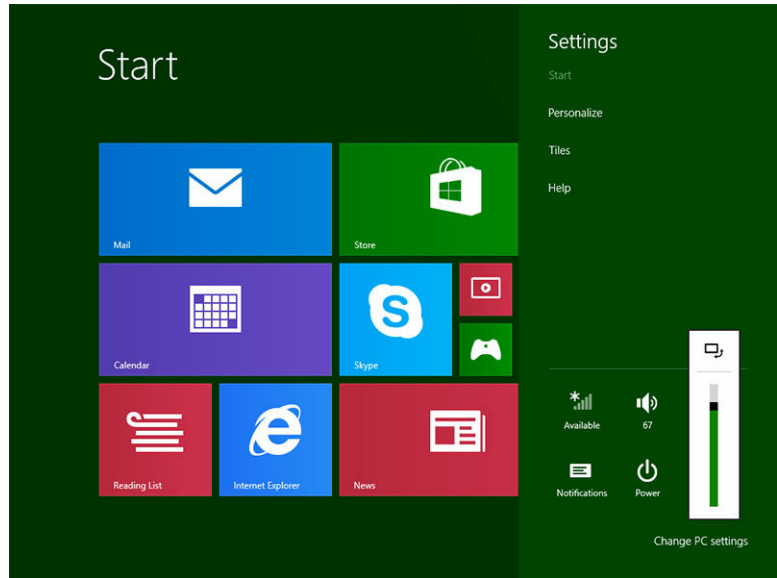 Start
Mail
Store
Calendar
Skype
Reading List
Internet Explorer
News
Settings
Start
Personalize
Tiles
Help
Available
67
Notifications
Power
Change PC settings